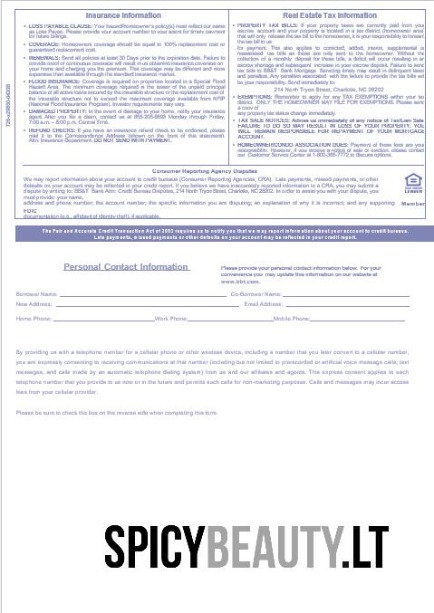 Insurance Information
LOSS PAYABLE CLAUSE: Your hazard/homeowner's policy(s) must reflect our name
as Loss Payee. Please provide your account number to your agent for timely payment
or future billings.
COVERAGE: Homeowners coverage should be equal to 100% replacement cost or
guaranteed replacement cost.
RENEWALS: Send all policies at least 30 Days prior to the expiration date. Failure to
provide proof of continuous coverage will result in us obtaining insurance coverage on
your home and charging you the premium. This coverage may be different and more
expensive than available through the standard insurance market.
FLOOD INSURANCE: Coverage is required on properties located in a Special Flood
Hazard Area. The minimum coverage required is the lesser of the unpaid principal
balance of all active loans secured by the insurable structure or the replacement cost of
the insurable structure not to exceed the maximum coverage available from NFIP
(National Flood Insurance Program). Investor requirements may vary.
DAMAGED PROPERTY: In the event of damage to your home, notify your insurance
agent. After you file a claim, contact us at Monday through Friday,
7:00 a.m. – 8:00 p.m. Central Time.
REFUND CHECKS: If you have an insurance refund check to be endorsed, please
mail it to the Correspondence Address (shown on the front of this statement),
Attn: Insurance Department. DO NOT SEND WITH PAYMENT.
Real Estate Tax Information
PROPERTY TAX BILLS: If your property taxes are currently paid from your
escrow account and your property is located in a tax district (homeowner area)
that will only release the tax bill to the homeowner, it is your responsibility to forward
the tax bill to us
for payment. This also applies to corrected, added, interim, supplemental or
reassessed tax bills as these are only sent to the homeowner. Without the
collection of a monthly deposit for these bills, a deficit will occur resulting in an
escrow shortage and subsequent increase in your escrow deposit. Failure to send
tax bills to BB&T Bank Mortgage Servicing timely may result in delinquent taxes
and penalties. Any penalties associated with the failure to provide the tax bills will
be your responsibility. Send immediately to:
214 North Tryon Street, Charlotte, NC 28202
EXEMPTIONS: Remember to apply for any TAX EXEMPTIONS within your tax
district. ONLY THE HOMEOWNER MAY FILE FOR EXEMPTIONS. Please send
a copy of
any property tax status change immediately.
TAX SALE NOTICES: Advise us immediately of any notice of tax/Loan Sale.
FAILURE TO DO SO MAY RESULT IN LOSS OF YOUR PROPERTY. YOU
WILL REMAIN RESPONSIBLE FOR REPAYMENT OF YOUR MORTGAGE
ACCOUNT.
HOMEOWNER/CONDO ASSOCIATION DUES: Payment of these fees are your
responsibility. However, if you receive a notice of sale or eviction, please contact
our Customer Service Center at 1-800-365-7772 to discuss options.
Consumer Reporting Agency Disputes
We may report information about your account to credit bureaus (Consumer Reporting Agencies, CRA). Late payments, missed payments, or other
defaults on your account may be reflected in your credit report. If you believe we have inaccurately reported information to a CRA, you may submit a
dispute by writing to: BB&T Bank Attn: Credit Bureau Disputes, 214 North Tryon Street, Charlotte, NC28202. In order to assist you with your dispute, you
must provide: your name,
address and phone number; the account number; the specific information you are disputing; an explanation of why it is incorrect; and any supporting
Member
FDIC
documentation (e.g., affidavit of identity theft), if applicable.
The Fair and Accurate Credit Transaction Act of 2003 requires us to notify you that we may report information about your account to credit bureaus.
Late payments, missed payments or other defaults on your account may be reflected in your credit report.
Personal Contact Information
Please provide your personal contact information below. For your
convenience you may update this information on our website at
www.bbt.com.
Borrower Name:
Co-Borrower Name:
New Address:
Email Address:
Home Phone:
Work Phone:
Mobile Phone:
By providing us with a telephone number for a cellular phone or other wireless device, including a number that you later convert to a cellular number,
you are expressly consenting to receiving communications at that number (including but not limited to prerecorded or artificial voice message calls, text
messages, and calls made by an automatic telephone dialing system) from us and our affiliates and agents. This express consent applies to each
telephone number that you provide to us now or in the future and permits such calls for non-marketing purposes. Calls and messages may incur access
fees from your cellular provider.
Please be sure to check the box on the reverse side when completing this form.
SPICYBEAUTY.LT